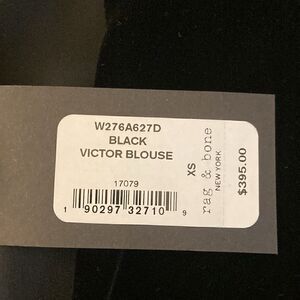 W276A627D
BLACK
VICTOR BLOUSE
17079
1 90297 32710 9
XS
rag & bone
NEW YORK
$395.00